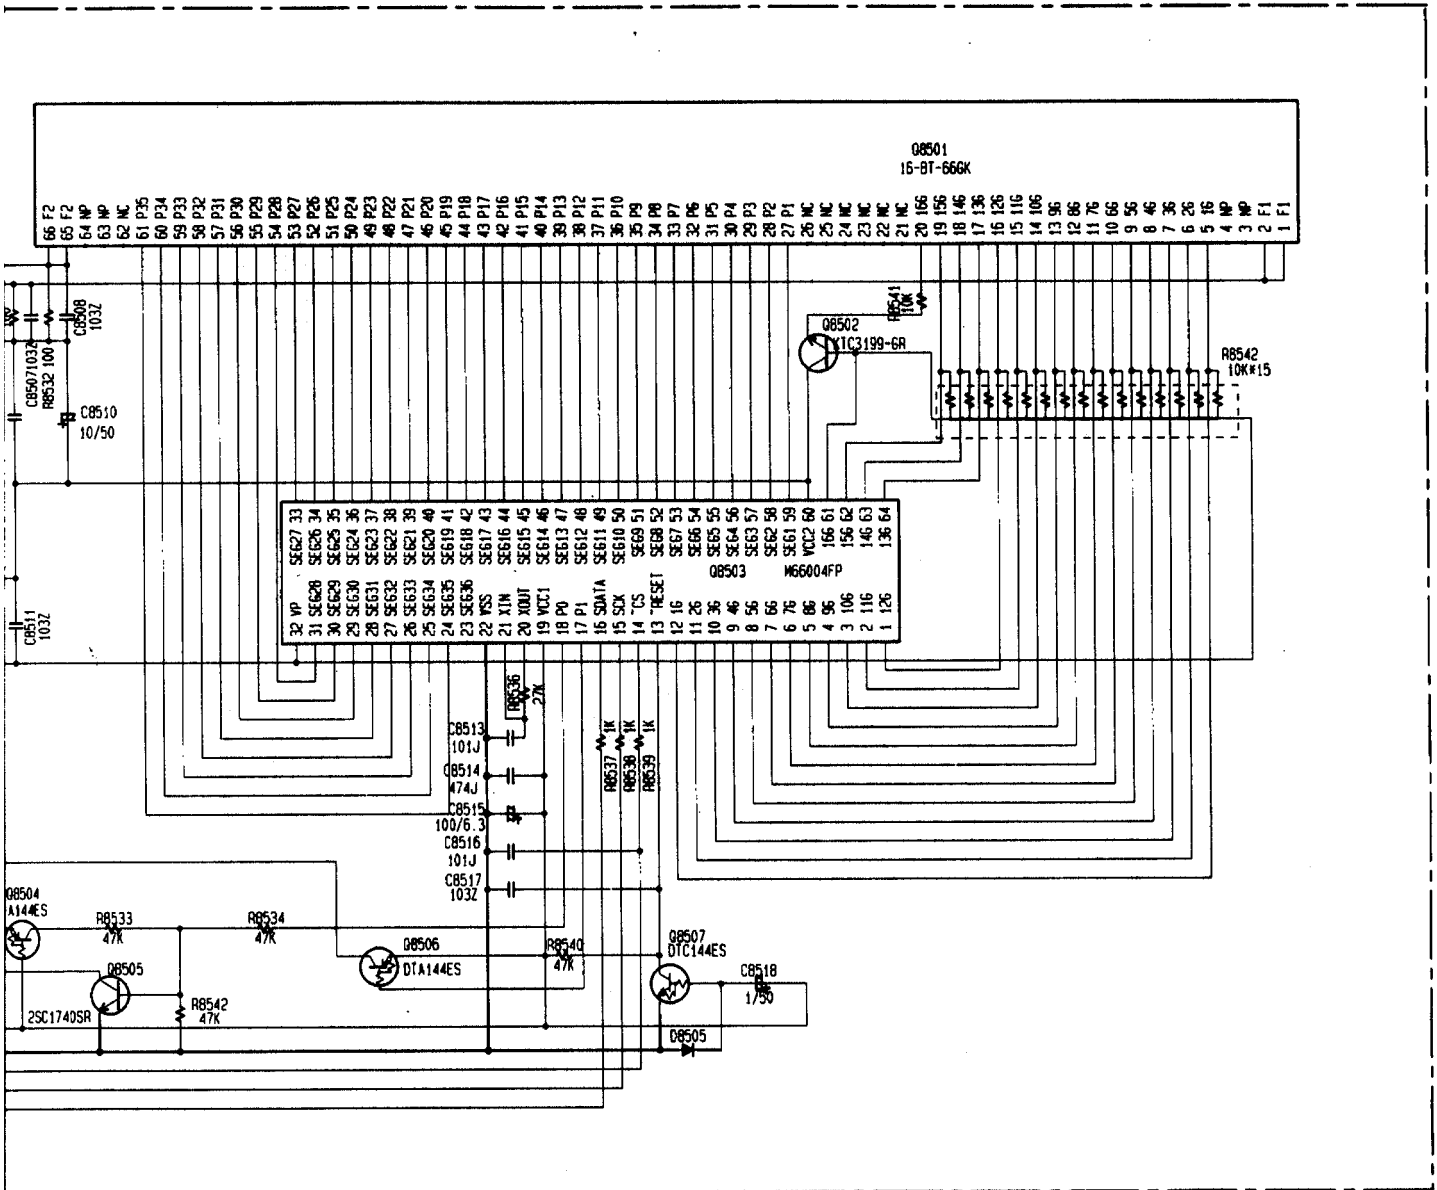 Q8501
16-BT-66GK
66 F2
65 F2
64 NP
63 NP
62 NC
61 P35
60 P34
59 P33
58 P32
57 P31
56 P30
55 P29
54 P28
53 P27
52 P26
51 P25
50 P24
49 P23
48 P22
47 P21
46 P20
45 P19
44 P18
43 P17
42 P16
41 P15
40 P14
39 P13
38 P12
37 P11
36 P10
35 P9
34 P8
33 P7
32 P6
31 P5
30 P4
29 P3
28 P2
27 P1
26 NC
25 NC
24 NC
23 NC
22 NC
21 NC
20 16G
19 15G
18 14G
17 13G
16 12G
15 11G
14 10G
13 9G
12 8G
11 7G
10 6G
9 5G
8 4G
7 3G
6 2G
5 1G
4 NP
3 NP
2 F1
1 F1
C8508
103Z
C8507 103Z
R8532 100
C8510
10/50
R8541
10K
Q8502
KTC3199-GR
R8542
10K*15
C8511
103Z
SEG27 33
SEG26 34
SEG25 35
SEG24 36
SEG23 37
SEG22 38
SEG21 39
SEG20 40
SEG19 41
SEG18 42
SEG17 43
SEG16 44
SEG15 45
SEG14 46
SEG13 47
SEG12 48
SEG11 49
SEG10 50
SEG9 51
SEG8 52
SEG7 53
SEG6 54
SEG5 55
SEG4 56
SEG3 57
SEG2 58
SEG1 59
VCC2 60
16G 61
15G 62
14G 63
13G 64
Q8503 M66004FP
32 VP
31 SEG28
30 SEG29
29 SEG30
28 SEG31
27 SEG32
26 SEG33
25 SEG34
24 SEG35
23 SEG36
22 VSS
21 XIN
20 XOUT
19 VCC1
18 P0
17 P1
16 SDATA
15 SCK
14 ~CS
13 ~RESET
12 1G
11 2G
10 3G
9 4G
8 5G
7 6G
6 7G
5 8G
4 9G
3 10G
2 11G
1 12G
R8536
27K
C8513
101J
C8514
474J
C8515
100/6.3
C8516
101J
C8517
103Z
R8537 1K
R8538 1K
R8539 1K
Q8504
A144ES
R8533
47K
R8534
47K
Q8505
2SC1740SR
R8542
47K
Q8506
DTA144ES
R8540
47K
Q8507
DTC144ES
C8518
1/50
D8505